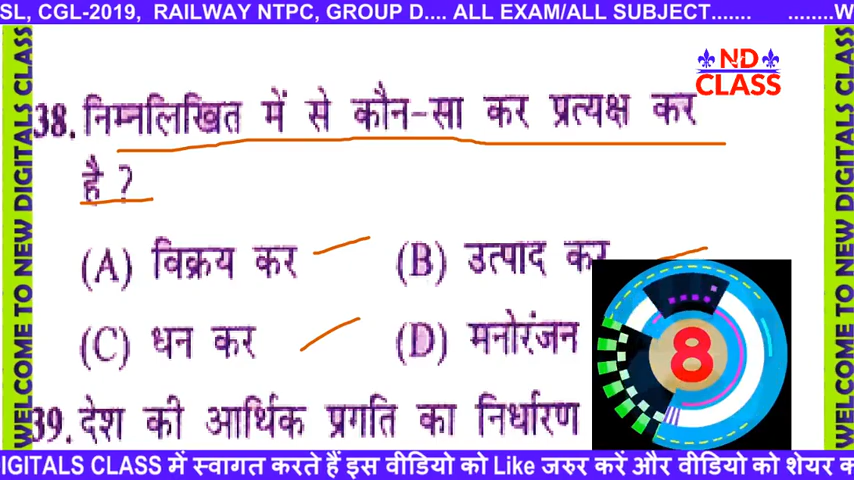 SL, CGL-2019, RAILWAY NTPC, GROUP D.... ALL EXAM/ALL SUBJECT....... ........W
ND
CLASS
WELCOME TO NEW DIGITALS CLASS
38. निम्नलिखित में से कौन-सा कर प्रत्यक्ष कर
है ?
(A) विक्रय कर
(B) उत्पाद कर
(C) धन कर
(D) मनोरंजन
8
39. देश की आर्थिक प्रगति का निर्धारण
WELCOME TO NEW DIGITALS CLASS
IGITALS CLASS में स्वागत करते हैं इस वीडियो को Like जरुर करें और वीडियो को शेयर क